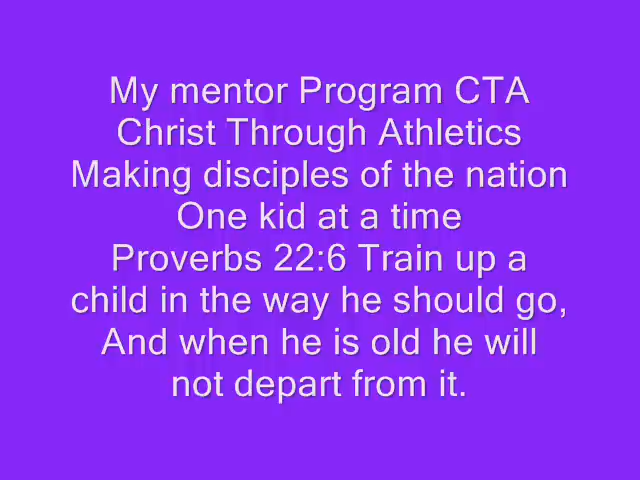 My mentor Program CTA
Christ Through Athletics
Making disciples of the nation
One kid at a time
Proverbs 22:6 Train up a
child in the way he should go,
And when he is old he will
not depart from it.